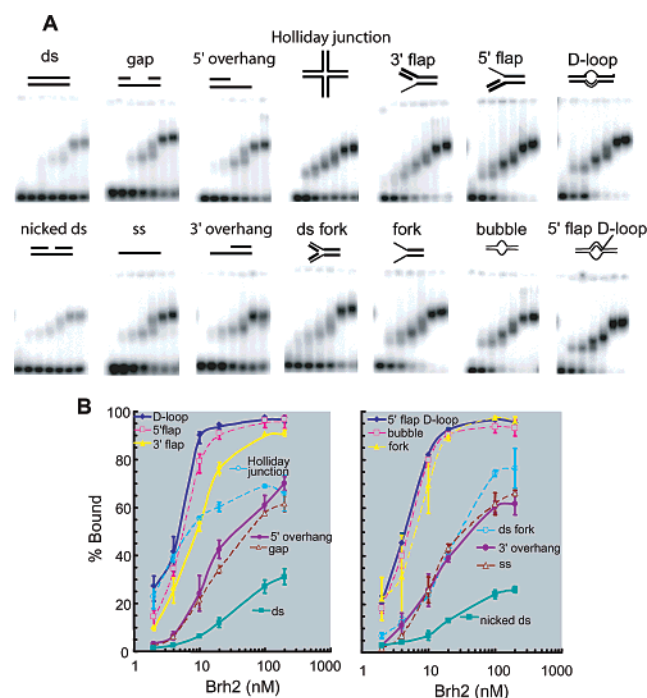 A
Holliday junction
ds
gap
5' overhang
3' flap
5' flap
D-loop
nicked ds
ss
3' overhang
ds fork
fork
bubble
5' flap D-loop
B
100
80
60
40
20
0
% Bound
D-loop
5'flap
3' flap
Holliday
junction
5' overhang
gap
ds
1
10
100
1000
Brh2 (nM)
5' flap D-loop
bubble
fork
ds fork
3' overhang
ss
nicked ds
1
10
100
1000
Brh2 (nM)